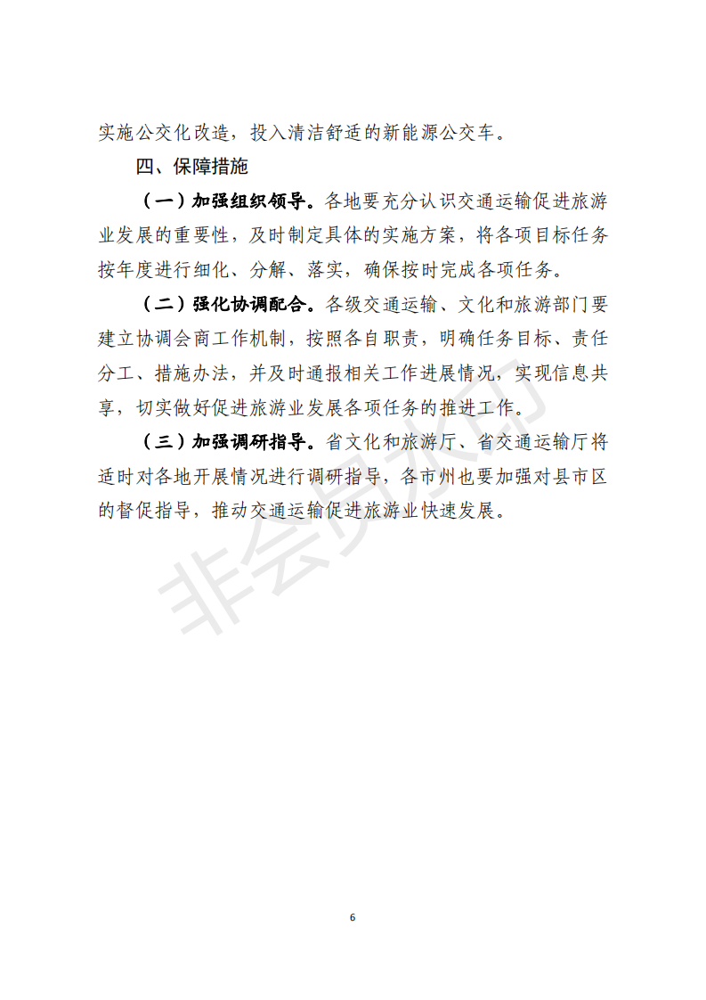 实施公交化改造，投入清洁舒适的新能源公交车。
四、保障措施
（一）加强组织领导。各地要充分认识交通运输促进旅游
业发展的重要性，及时制定具体的实施方案，将各项目标任务
按年度进行细化、分解、落实，确保按时完成各项任务。
（二）强化协调配合。各级交通运输、文化和旅游部门要
建立协调会商工作机制，按照各自职责，明确任务目标、责任
分工、措施办法，并及时通报相关工作进展情况，实现信息共
享，切实做好促进旅游业发展各项任务的推进工作。
（三）加强调研指导。省文化和旅游厅、省交通运输厅将
适时对各地开展情况进行调研指导，各市州也要加强对县市区
的督促指导，推动交通运输促进旅游业快速发展。
非会员水印
6